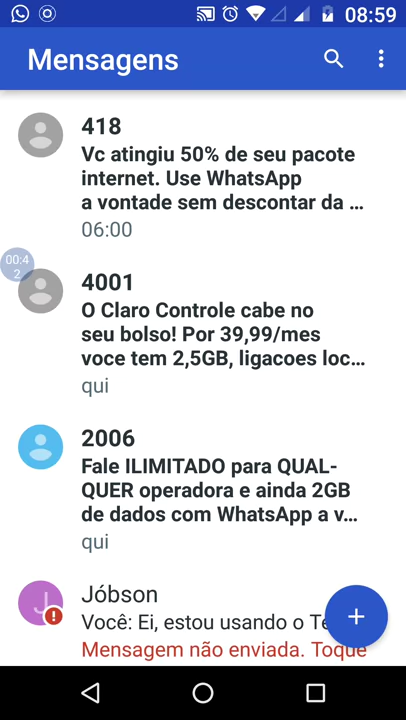 08:59
Mensagens
418
Vc atingiu 50% de seu pacote
internet. Use WhatsApp
a vontade sem descontar da ...
06:00
00:4
2
4001
O Claro Controle cabe no
seu bolso! Por 39,99/mes
voce tem 2,5GB, ligacoes loc...
qui
2006
Fale ILIMITADO para QUAL-
QUER operadora e ainda 2GB
de dados com WhatsApp a v...
qui
J
Jóbson
Você: Ei, estou usando o Te
Mensagem não enviada. Toque